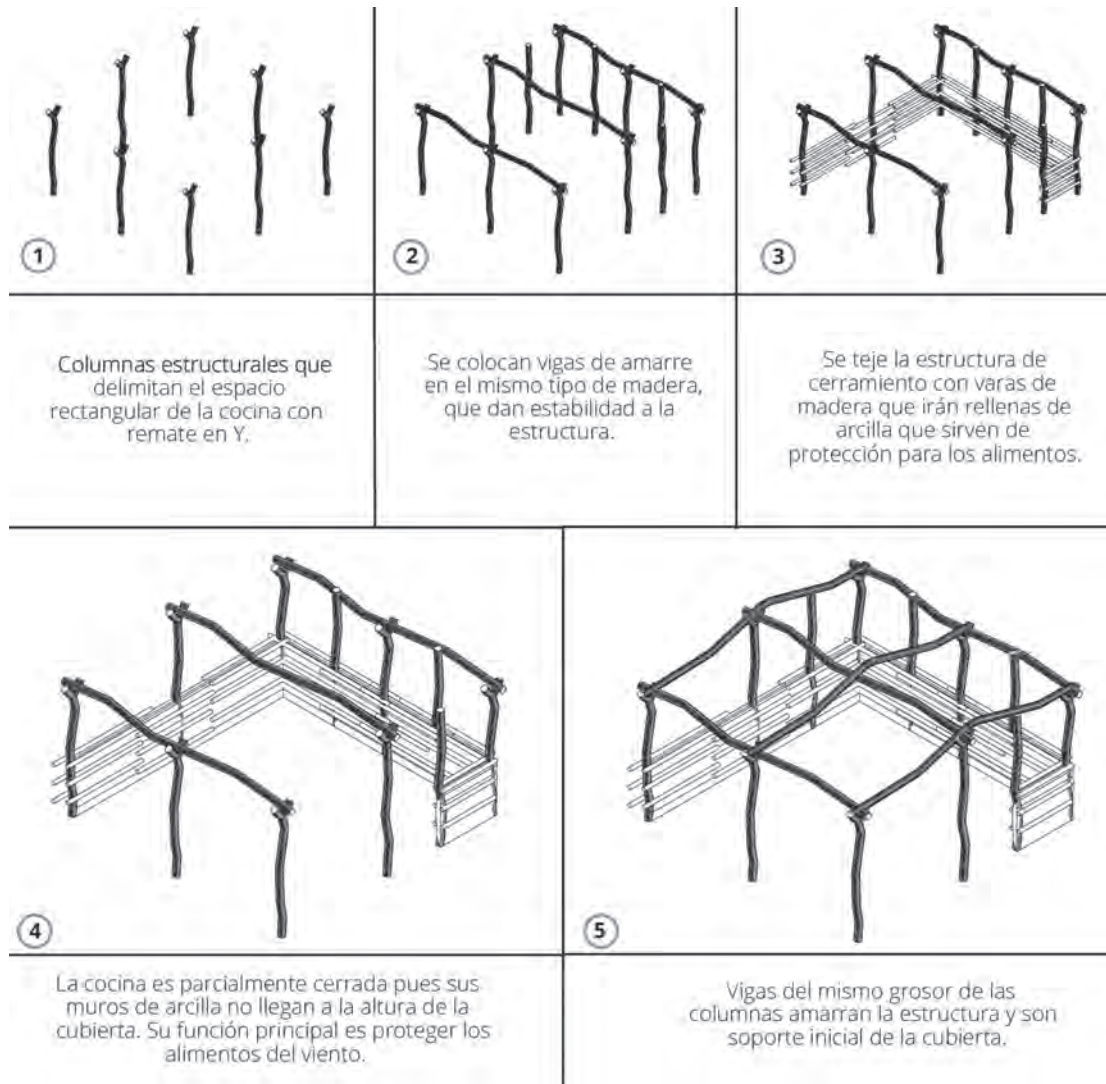 1
2
3
Columnas estructurales que
delimitan el espacio
rectangular de la cocina con
remate en Y.
Se colocan vigas de amarre
en el mismo tipo de madera,
que dan estabilidad a la
estructura.
Se teje la estructura de
cerramiento con varas de
madera que irán rellenas de
arcilla que sirven de
protección para los alimentos.
4
5
La cocina es parcialmente cerrada pues sus
muros de arcilla no llegan a la altura de la
cubierta. Su función principal es proteger los
alimentos del viento.
Vigas del mismo grosor de las
columnas amarran la estructura y son
soporte inicial de la cubierta.